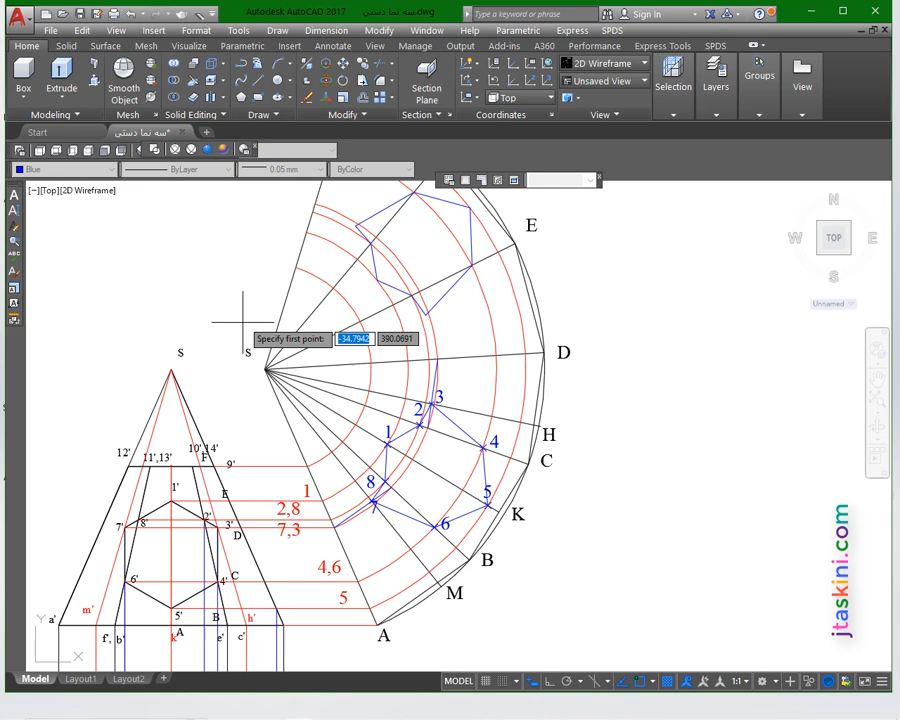 Autodesk AutoCAD 2017 سه نما دستی.dwg
Type a keyword or phrase
Sign In
File Edit View Insert Format Tools Draw Dimension Modify Window Help Parametric Express SPDS
Home Solid Surface Mesh Visualize Parametric Insert Annotate View Manage Output Add-ins A360 Performance Express Tools SPDS
Box
Extrude
Smooth Object
Section Plane
2D Wireframe
Unsaved View
Top
Selection
Layers
Groups
View
Modeling
Mesh
Solid Editing
Draw
Modify
Section
Coordinates
View
Start
سه نما دستی*
Blue
ByLayer
0.05 mm
ByColor
[−][Top][2D Wireframe]
N
W
TOP
E
S
Unnamed
E
Specify first point:
-34.7942
390.0691
S
S
D
3
2
H
1
4
C
12'
11',13'
10',14'
F
9'
8
5
K
1'
E
1
2,8
7,3
6
7'
8'
2'
3'
D
B
4,6
6'
4'
C
M
5
m'
5'
B
h'
a'
A
f',
b'
k'
e'
c'
A
Y
X
jtaskini.com
Model Layout1 Layout2 +
MODEL
1:1